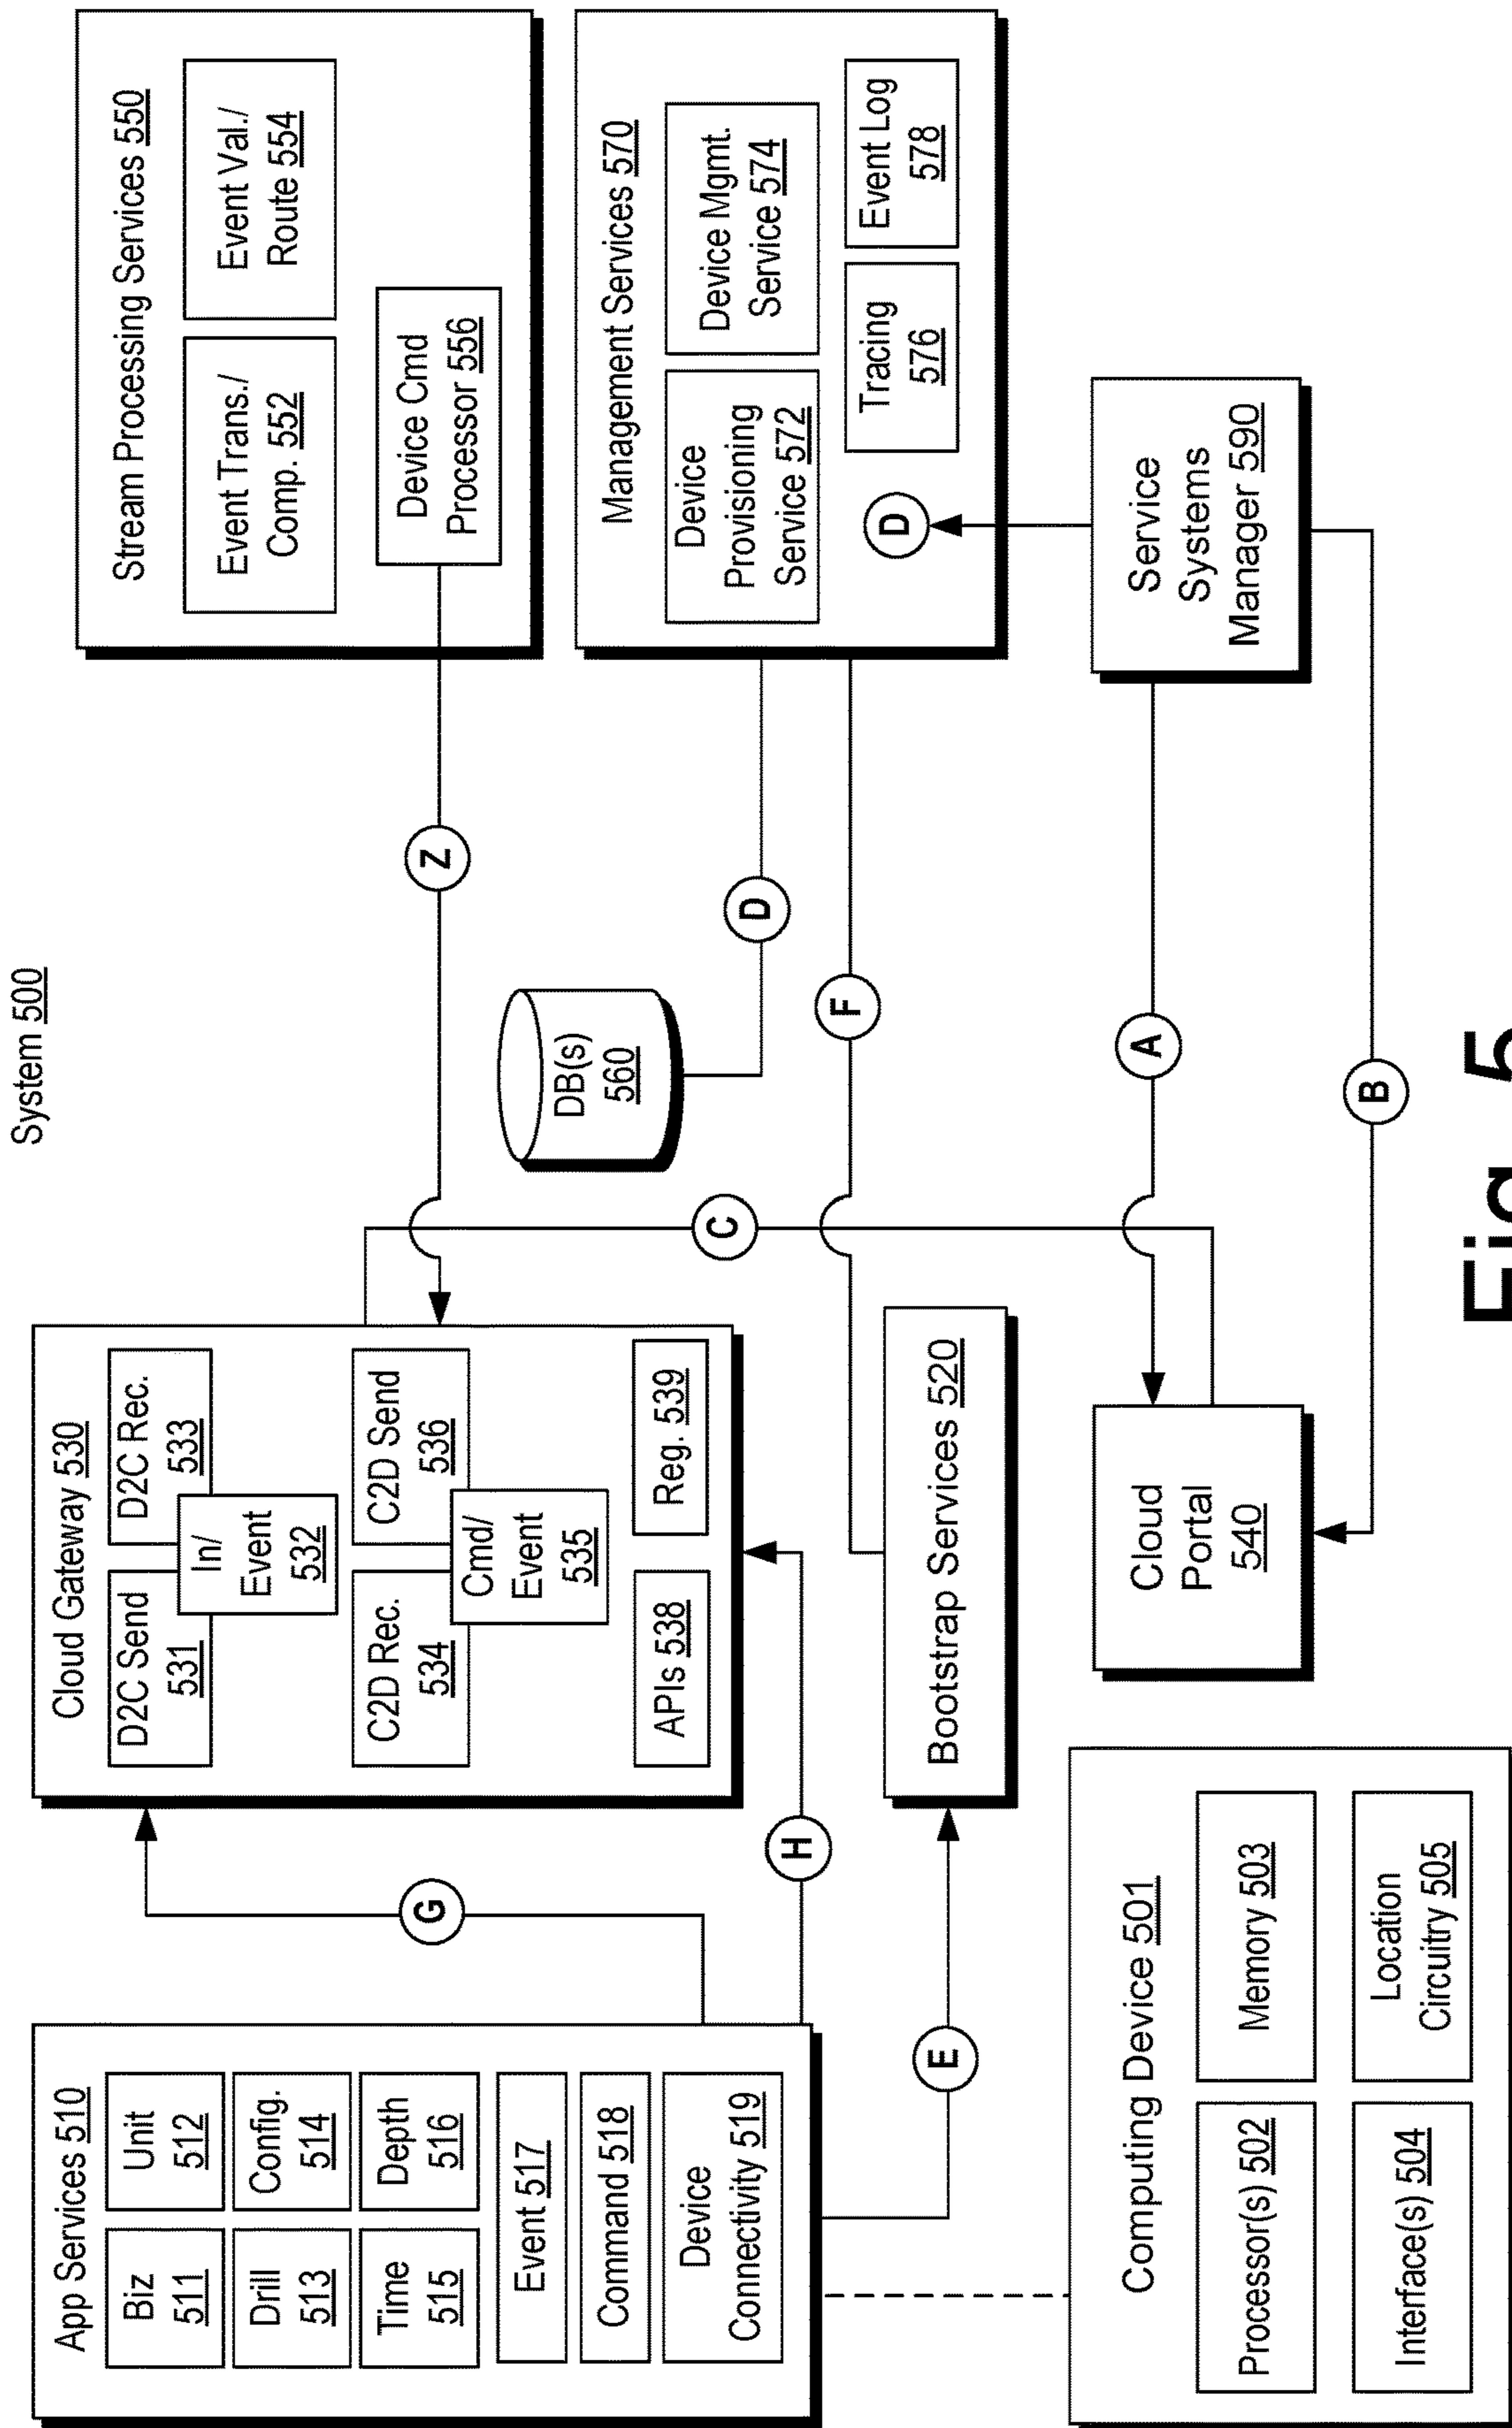 System 500
App Services 510
Biz
511
Unit
512
Drill
513
Config.
514
Time
515
Depth
516
Event 517
Command 518
Device
Connectivity 519
Computing Device 501
Processor(s) 502
Memory 503
Interface(s) 504
Location
Circuitry 505
G
H
E
Cloud Gateway 530
D2C Send
531
D2C Rec.
533
In/
Event
532
C2D Rec.
534
C2D Send
536
Cmd/
Event
535
APIs 538
Reg. 539
Bootstrap Services 520
Cloud
Portal
540
C
DB(s)
560
Z
D
F
A
B
Stream Processing Services 550
Event Trans./
Comp. 552
Event Val./
Route 554
Device Cmd
Processor 556
Management Services 570
Device
Provisioning
Service 572
Device Mgmt.
Service 574
D
Tracing
576
Event Log
578
Service
Systems
Manager 590
Fig. 5